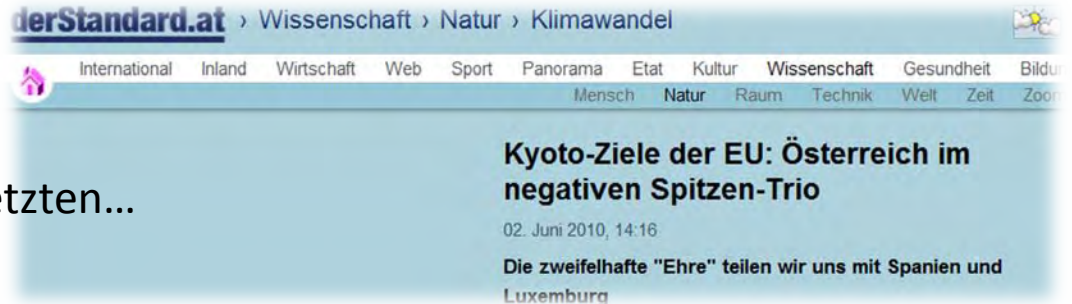 derStandard.at › Wissenschaft › Natur › Klimawandel
International Inland Wirtschaft Web Sport Panorama Etat Kultur Wissenschaft Gesundheit
Mensch Natur Raum Technik Welt Zeit Zoom
Kyoto-Ziele der EU: Österreich im
negativen Spitzen-Trio
etzten...
02. Juni 2010, 14:16
Die zweifelhafte "Ehre" teilen wir uns mit Spanien und
Luxemburg